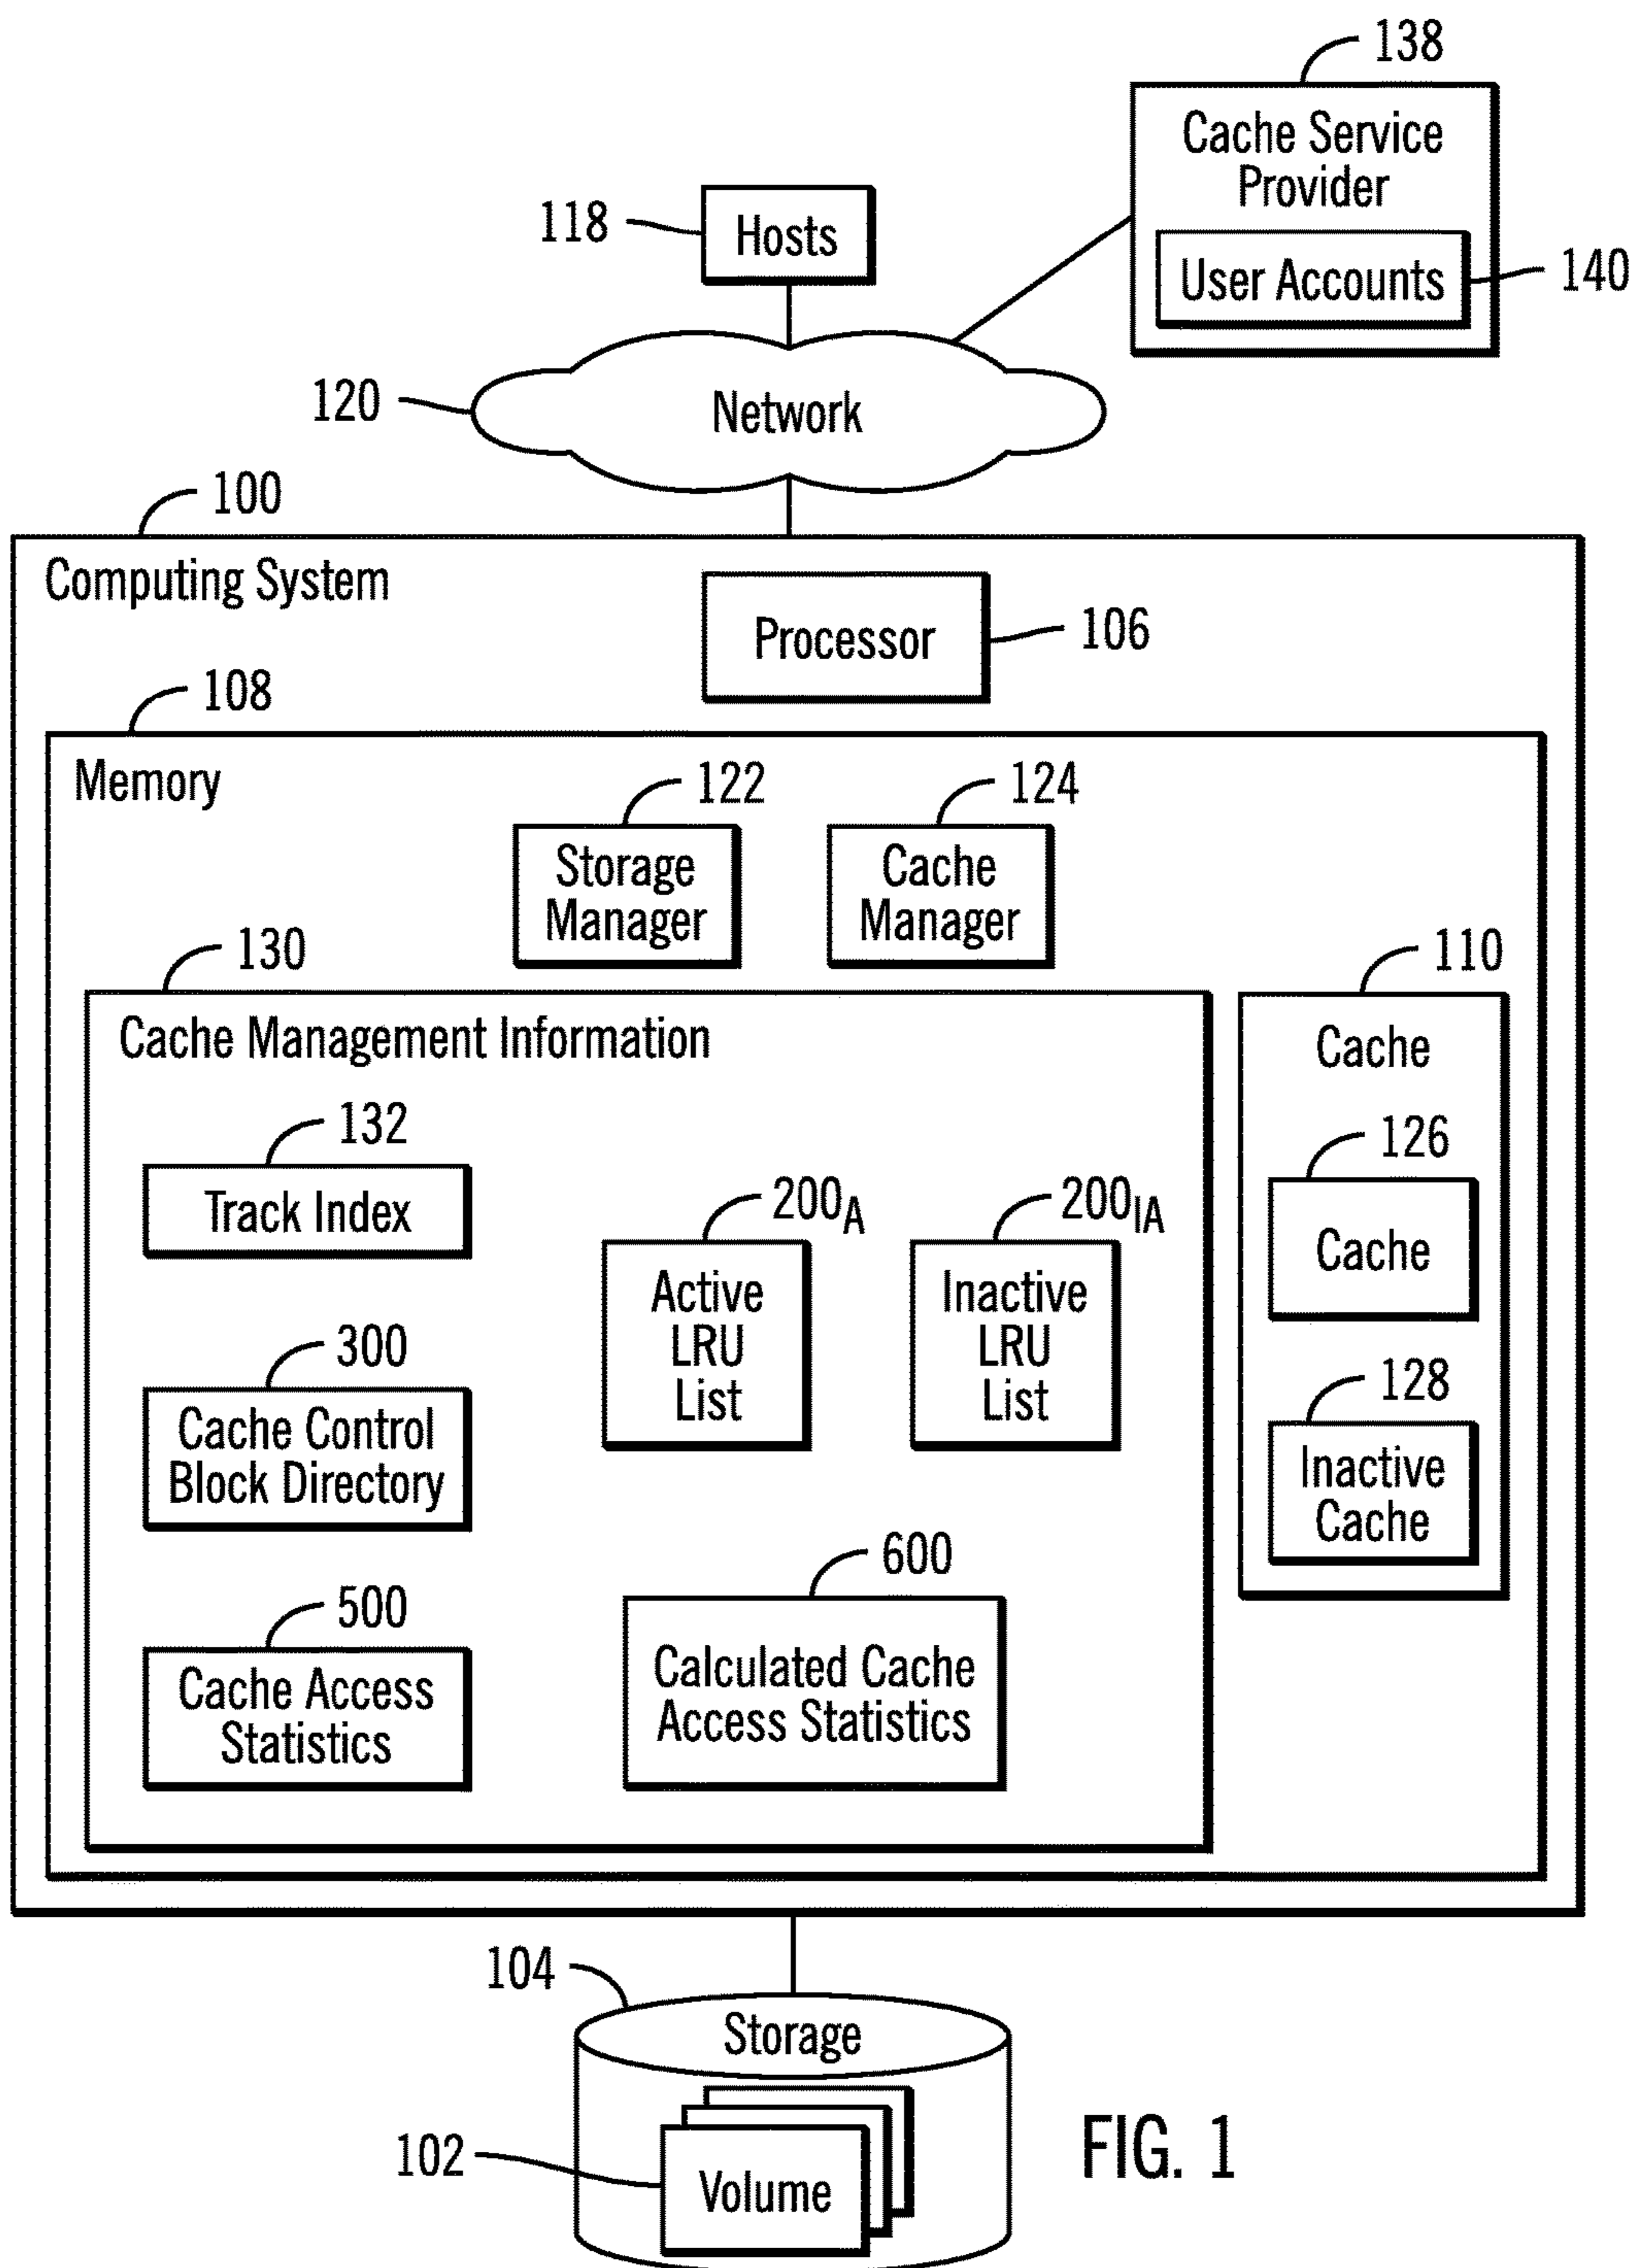 138
Cache Service
Provider
118
Hosts
User Accounts
140
120
Network
100
Computing System
Processor
106
108
Memory
122
124
Storage
Manager
Cache
Manager
130
110
Cache Management Information
Cache
132
126
Track Index
200A
200IA
Cache
Active
LRU
List
Inactive
LRU
List
300
128
Cache Control
Block Directory
Inactive
Cache
600
500
Cache Access
Statistics
Calculated Cache
Access Statistics
104
Storage
102
Volume
FIG. 1